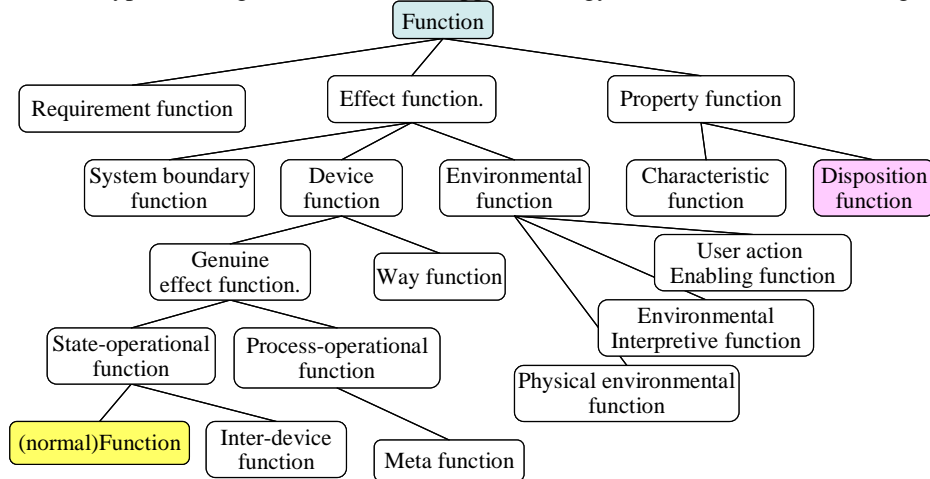 Function
Requirement function
Effect function.
Property function
System boundary
function
Device
function
Environmental
function
Characteristic
function
Disposition
function
Genuine
effect function.
Way function
User action
Enabling function
Environmental
Interpretive function
Physical environmental
function
State-operational
function
Process-operational
function
(normal)Function
Inter-device
function
Meta function